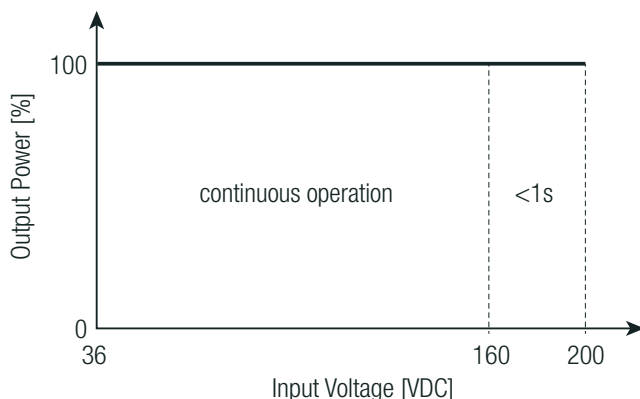 100
Output Power [%]
continuous operation
<1s
0
36
160
200
Input Voltage [VDC]